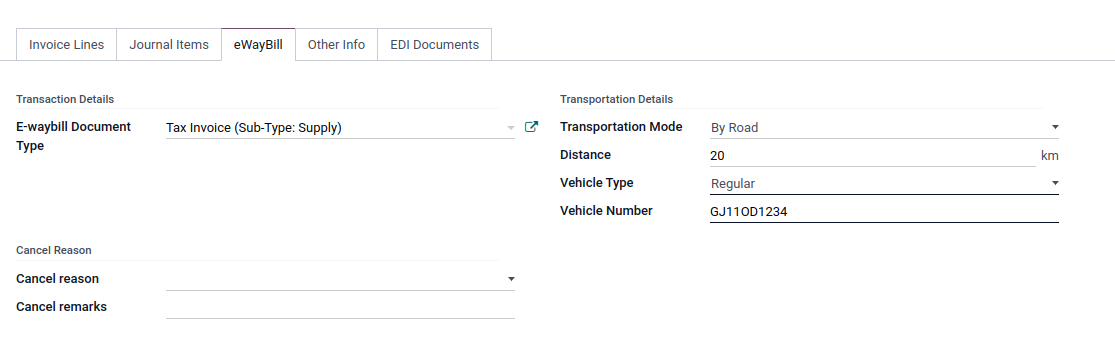 Invoice Lines Journal Items eWayBill Other Info EDI Documents
Transaction Details
E-waybill Document Type Tax Invoice (Sub-Type: Supply)
Transportation Details
Transportation Mode By Road
Distance 20 km
Vehicle Type Regular
Vehicle Number GJ11OD1234
Cancel Reason
Cancel reason
Cancel remarks